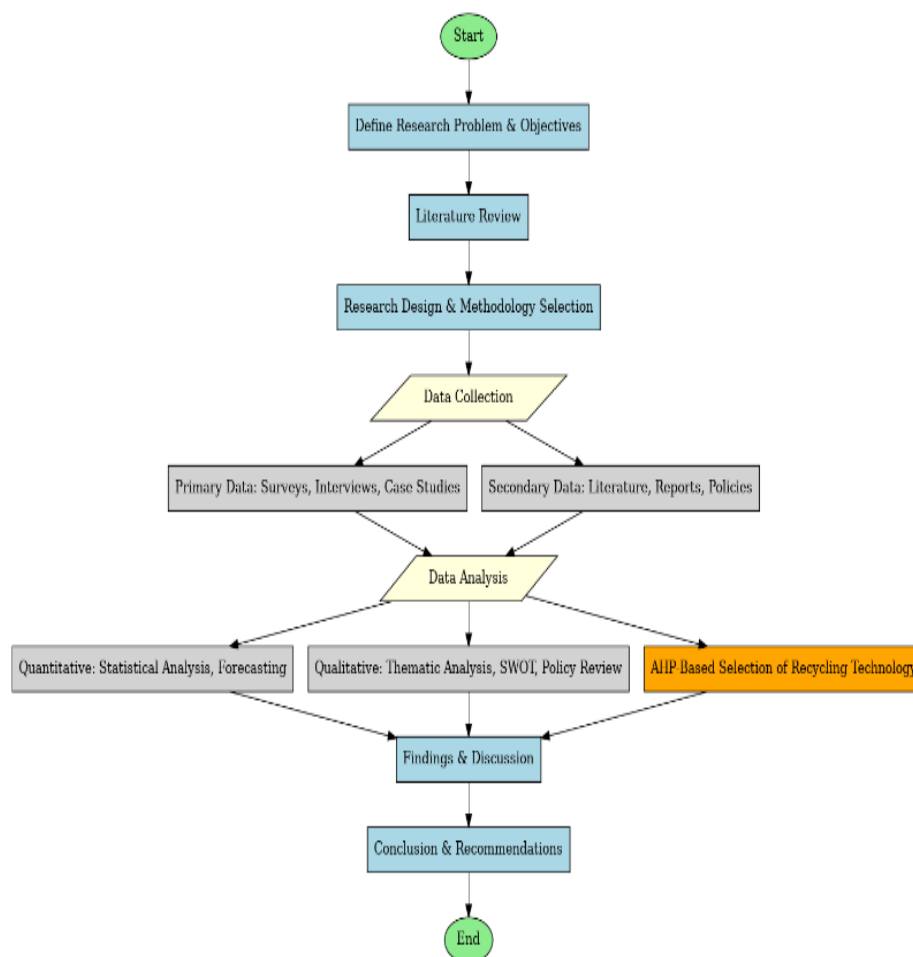 Start
Define Research Problem & Objectives
Literature Review
Research Design & Methodology Selection
Data Collection
Primary Data: Surveys, Interviews, Case Studies
Secondary Data: Literature, Reports, Policies
Data Analysis
Quantitative: Statistical Analysis, Forecasting
Qualitative: Thematic Analysis, SWOT, Policy Review
AHP-Based Selection of Recycling Technology
Findings & Discussion
Conclusion & Recommendations
End